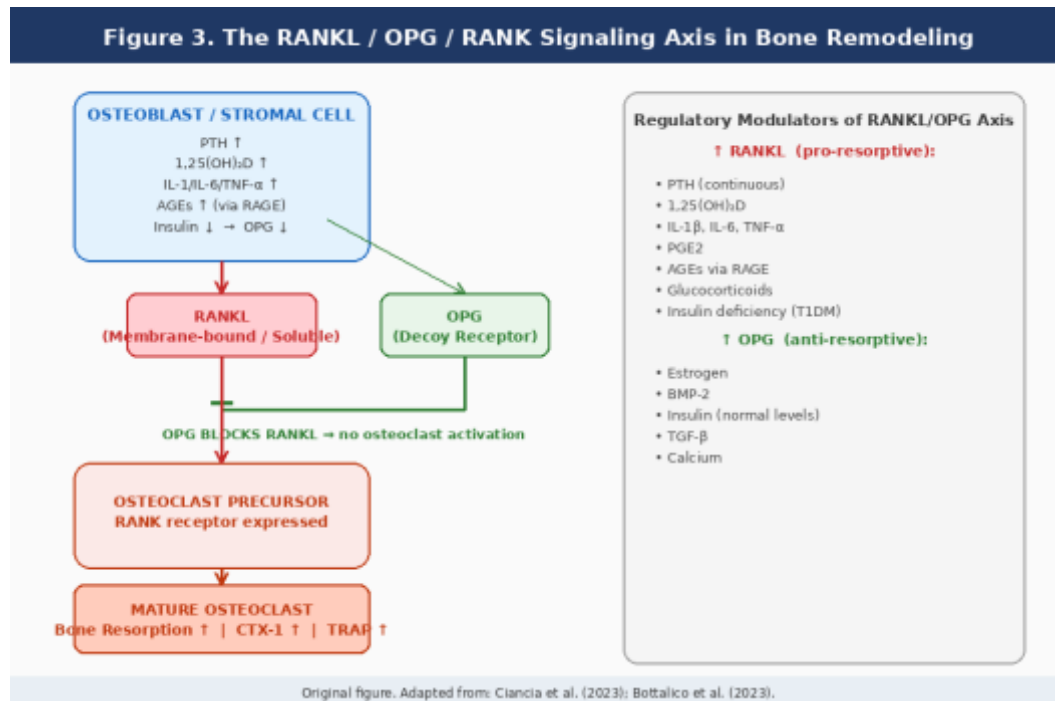 Figure 3. The RANKL / OPG / RANK Signaling Axis in Bone Remodeling
OSTEOBLAST / STROMAL CELL
PTH ↑
1,25(OH)₂D ↑
IL-1/IL-6/TNF-α ↑
AGEs ↑ (via RAGE)
Insulin ↓ → OPG ↓
RANKL
(Membrane-bound / Soluble)
OPG
(Decoy Receptor)
OPG BLOCKS RANKL → no osteoclast activation
OSTEOCLAST PRECURSOR
RANK receptor expressed
MATURE OSTEOCLAST
Bone Resorption ↑ | CTX-1 ↑ | TRAP ↑
Regulatory Modulators of RANKL/OPG Axis
↑ RANKL (pro-resorptive):
• PTH (continuous)
• 1,25(OH)₂D
• IL-1β, IL-6, TNF-α
• PGE2
• AGEs via RAGE
• Glucocorticoids
• Insulin deficiency (T1DM)
↑ OPG (anti-resorptive):
• Estrogen
• BMP-2
• Insulin (normal levels)
• TGF-β
• Calcium
Original figure. Adapted from: Ciancia et al. (2023); Bottalico et al. (2023).